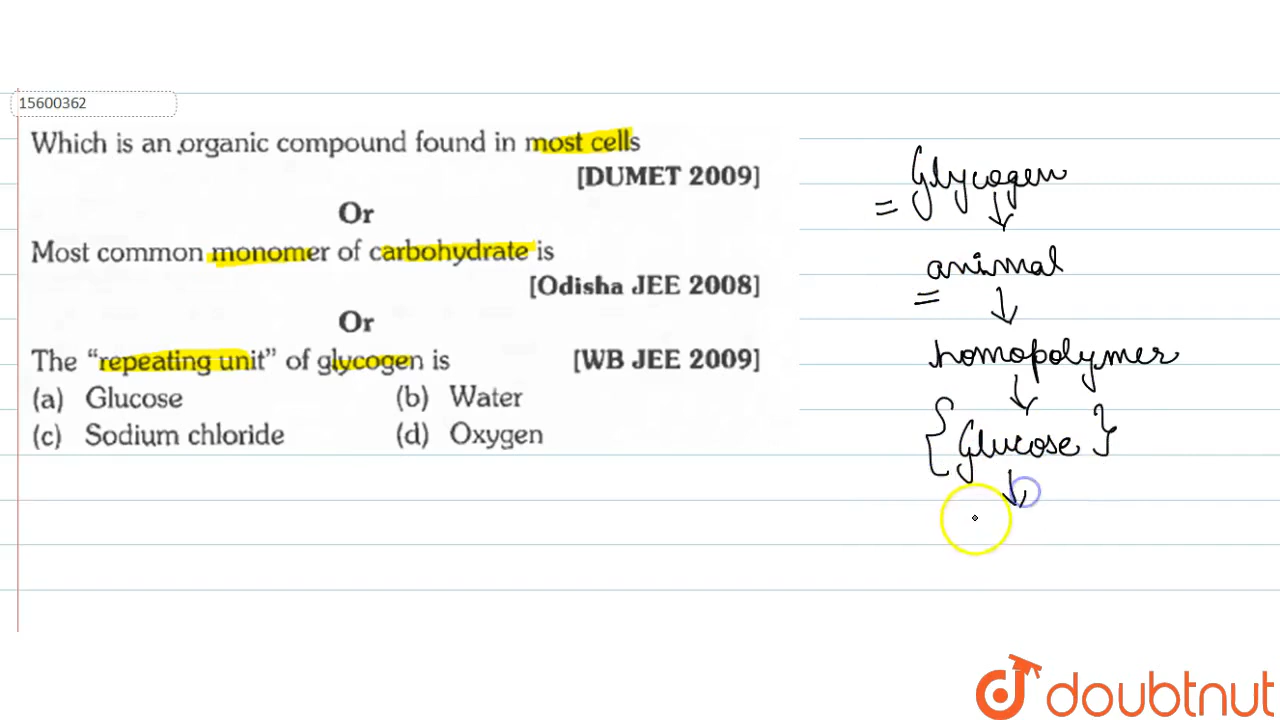 15600362
Which is an organic compound found in most cells
[DUMET 2009]
Or
Most common monomer of carbohydrate is
[Odisha JEE 2008]
Or
The “repeating unit” of glycogen is [WB JEE 2009]
(a) Glucose (b) Water
(c) Sodium chloride (d) Oxygen
= Glycogen
↓
= animal
↓
homopolymer
↓
{Glucose}
↓
doubtnut